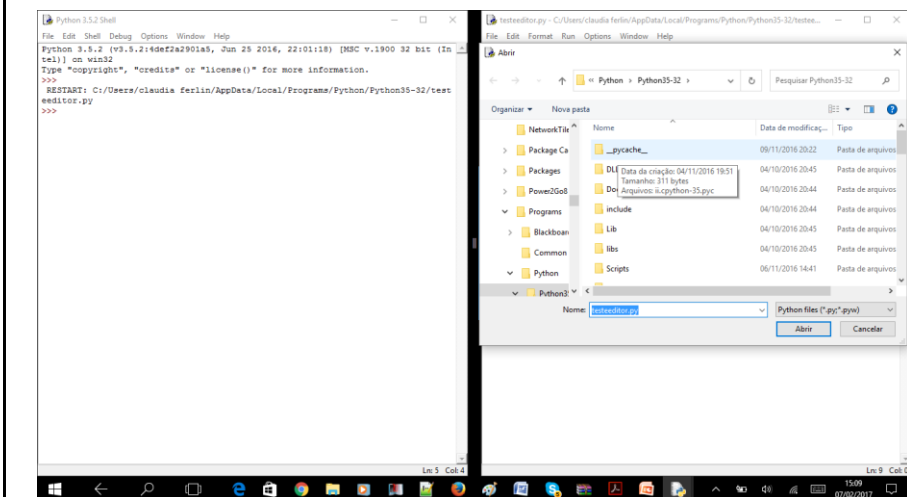 Python 3.5.2 Shell
File Edit Shell Debug Options Window Help
Python 3.5.2 (v3.5.2:4def2a2901a5, Jun 25 2016, 22:01:18) [MSC v.1900 32 bit (In
tel)] on win32
Type "copyright", "credits" or "license()" for more information.
>>>
RESTART: C:/Users/claudia ferlin/AppData/Local/Programs/Python/Python35-32/test
eeditor.py
>>>
Ln: 5 Col: 4
testeeditor.py - C:/Users/claudia ferlin/AppData/Local/Programs/Python/Python35-32/testee...
File Edit Format Run Options Window Help
Abrir
« Python > Python35-32 >
Pesquisar Python35-32
Organizar Nova pasta
Nome Data de modificaç... Tipo
NetworkTile
Package Ca
Packages
Power2Go8
Programs
Blackboar
Common
Python
Python3
__pycache__ 09/11/2016 20:22 Pasta de arquivos
DLL 04/10/2016 20:45 Pasta de arquivos
Do 04/10/2016 20:44 Pasta de arquivos
include 04/10/2016 20:44 Pasta de arquivos
Lib 04/10/2016 20:45 Pasta de arquivos
libs 04/10/2016 20:45 Pasta de arquivos
Scripts 06/11/2016 14:41 Pasta de arquivos
Data da criação: 04/11/2016 19:51
Tamanho: 311 bytes
Arquivos: ii.cpython-35.pyc
Nome: testeeditor.py
Python files (*.py;*.pyw)
Abrir Cancelar
Ln: 9 Col: 0
15:09
07/02/2017